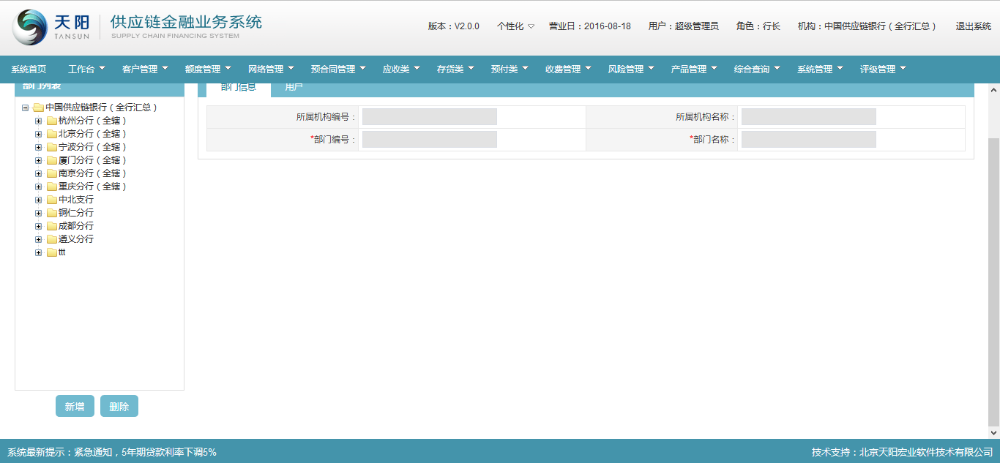 天阳
TANSUN
供应链金融业务系统
SUPPLY CHAIN FINANCING SYSTEM
版本：V2.0.0 个性化 营业日：2016-08-18 用户：超级管理员 角色：行长 机构：中国供应链银行（全行汇总） 退出系统
系统首页 工作台 客户管理 额度管理 网络管理 预合同管理 应收类 存货类 预付类 收费管理 风险管理 产品管理 综合查询 系统管理 评级管理
部门列表
中国供应链银行（全行汇总）
杭州分行（全辖）
北京分行（全辖）
宁波分行（全辖）
厦门分行（全辖）
南京分行（全辖）
重庆分行（全辖）
中北支行
铜仁分行
成都分行
遵义分行
ttt
新增 删除
部门信息 用户
所属机构编号： 所属机构名称：
*部门编号： *部门名称：
系统最新提示：紧急通知，5年期贷款利率下调5% 技术支持：北京天阳宏业软件技术有限公司